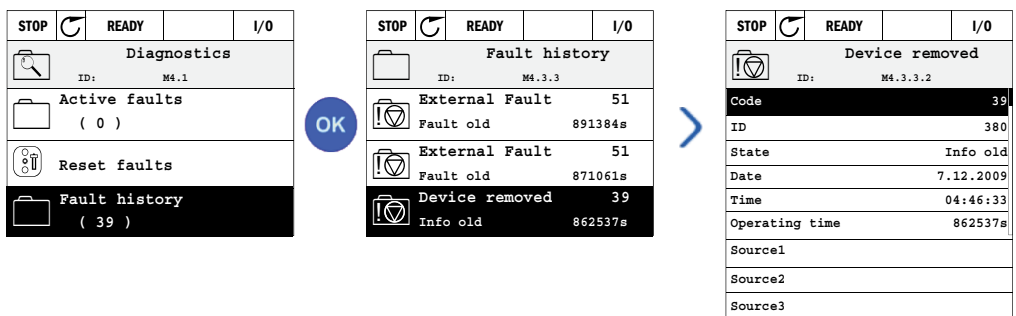 STOP READY I/O
Diagnostics
ID: M4.1
Active faults
( 0 )
Reset faults
Fault history
( 39 )
OK
STOP READY I/O
Fault history
ID: M4.3.3
External Fault 51
Fault old 891384s
External Fault 51
Fault old 871061s
Device removed 39
Info old 862537s
STOP READY I/O
Device removed
ID: M4.3.3.2
Code 39
ID 380
State Info old
Date 7.12.2009
Time 04:46:33
Operating time 862537s
Source1
Source2
Source3